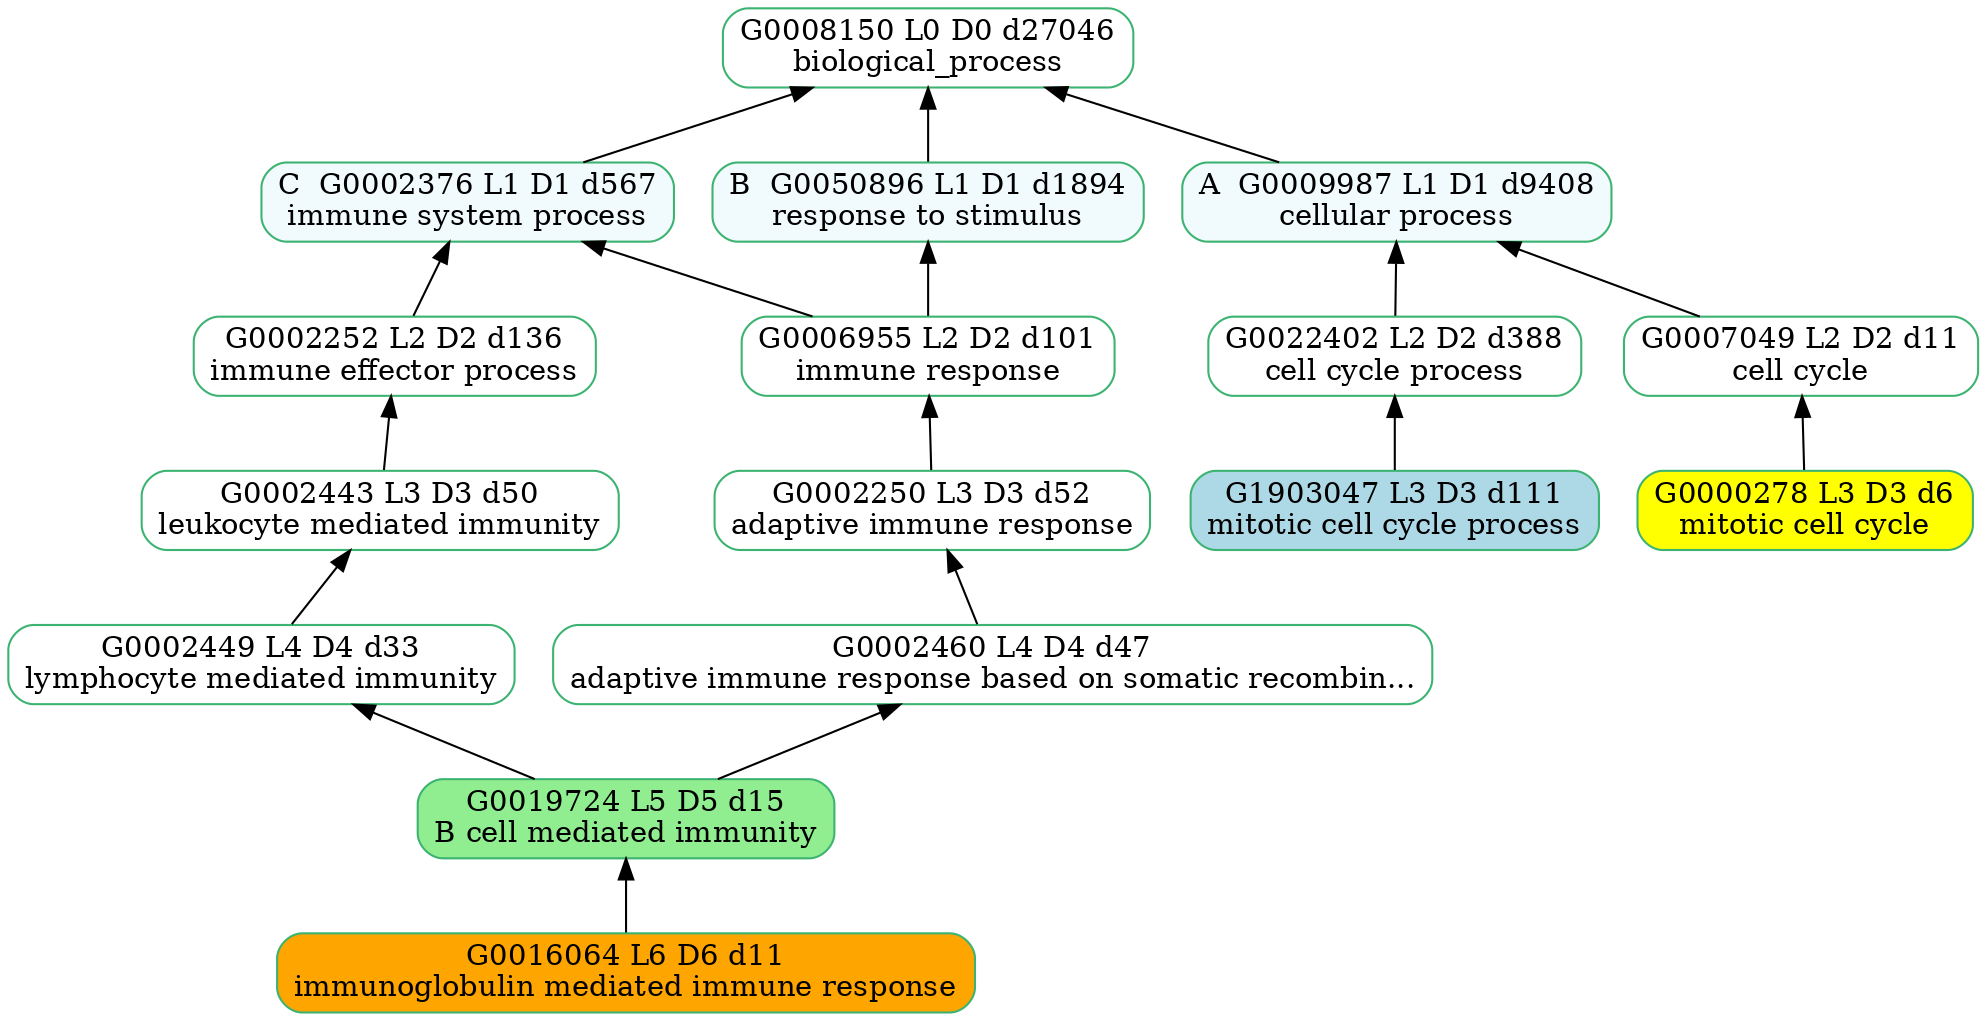 G0008150 L0 D0 d27046
biological_process
C  G0002376 L1 D1 d567
immune system process
B  G0050896 L1 D1 d1894
response to stimulus
A  G0009987 L1 D1 d9408
cellular process
G0002252 L2 D2 d136
immune effector process
G0006955 L2 D2 d101
immune response
G0022402 L2 D2 d388
cell cycle process
G0007049 L2 D2 d11
cell cycle
G0002443 L3 D3 d50
leukocyte mediated immunity
G0002250 L3 D3 d52
adaptive immune response
G1903047 L3 D3 d111
mitotic cell cycle process
G0000278 L3 D3 d6
mitotic cell cycle
G0002449 L4 D4 d33
lymphocyte mediated immunity
G0002460 L4 D4 d47
adaptive immune response based on somatic recombin...
G0019724 L5 D5 d15
B cell mediated immunity
G0016064 L6 D6 d11
immunoglobulin mediated immune response